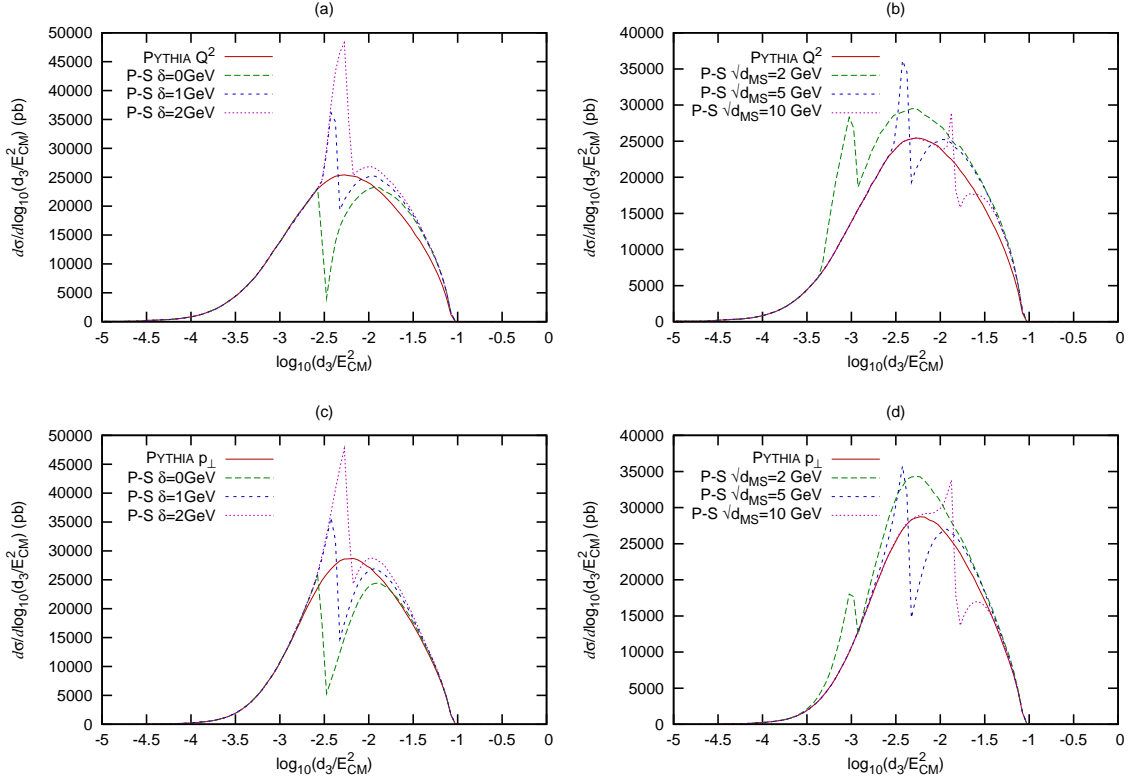 (a)
dσ/dlog₁₀(d₃/E²CM) (pb)
50000
45000
40000
35000
30000
25000
20000
15000
10000
5000
0
PYTHIA Q²
P-S δ=0GeV
P-S δ=1GeV
P-S δ=2GeV
-5 -4.5 -4 -3.5 -3 -2.5 -2 -1.5 -1 -0.5 0
log₁₀(d₃/E²CM)
(b)
dσ/dlog₁₀(d₃/E²CM) (pb)
40000
35000
30000
25000
20000
15000
10000
5000
0
PYTHIA Q²
P-S √dMS=2 GeV
P-S √dMS=5 GeV
P-S √dMS=10 GeV
-5 -4.5 -4 -3.5 -3 -2.5 -2 -1.5 -1 -0.5 0
log₁₀(d₃/E²CM)
(c)
dσ/dlog₁₀(d₃/E²CM) (pb)
50000
45000
40000
35000
30000
25000
20000
15000
10000
5000
0
PYTHIA p⊥
P-S δ=0GeV
P-S δ=1GeV
P-S δ=2GeV
-5 -4.5 -4 -3.5 -3 -2.5 -2 -1.5 -1 -0.5 0
log₁₀(d₃/E²CM)
(d)
dσ/dlog₁₀(d₃/E²CM) (pb)
40000
35000
30000
25000
20000
15000
10000
5000
0
PYTHIA p⊥
P-S √dMS=2 GeV
P-S √dMS=5 GeV
P-S √dMS=10 GeV
-5 -4.5 -4 -3.5 -3 -2.5 -2 -1.5 -1 -0.5 0
log₁₀(d₃/E²CM)